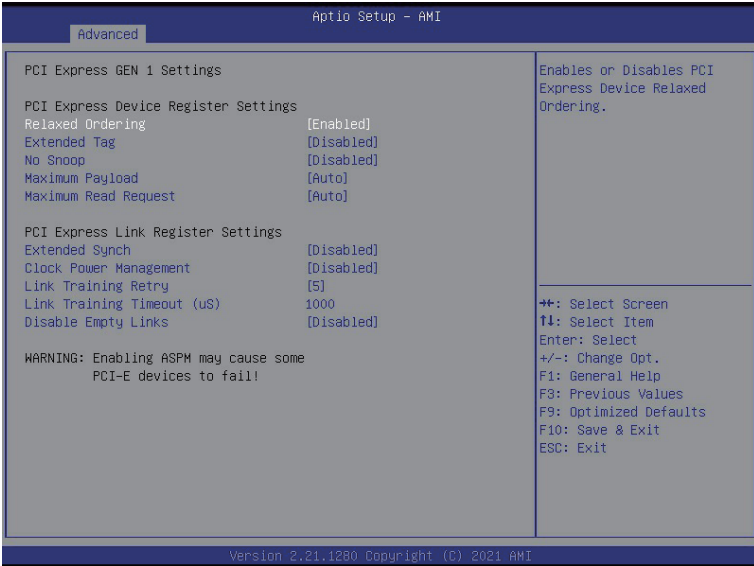 Aptio Setup – AMI
Advanced
PCI Express GEN 1 Settings
PCI Express Device Register Settings
Relaxed Ordering [Enabled]
Extended Tag [Disabled]
No Snoop [Disabled]
Maximum Payload [Auto]
Maximum Read Request [Auto]
PCI Express Link Register Settings
Extended Synch [Disabled]
Clock Power Management [Disabled]
Link Training Retry [5]
Link Training Timeout (uS) 1000
Disable Empty Links [Disabled]
WARNING: Enabling ASPM may cause some
PCI-E devices to fail!
Enables or Disables PCI
Express Device Relaxed
Ordering.
→←: Select Screen
↑↓: Select Item
Enter: Select
+/-: Change Opt.
F1: General Help
F3: Previous Values
F9: Optimized Defaults
F10: Save & Exit
ESC: Exit
Version 2.21.1280 Copyright (C) 2021 AMI